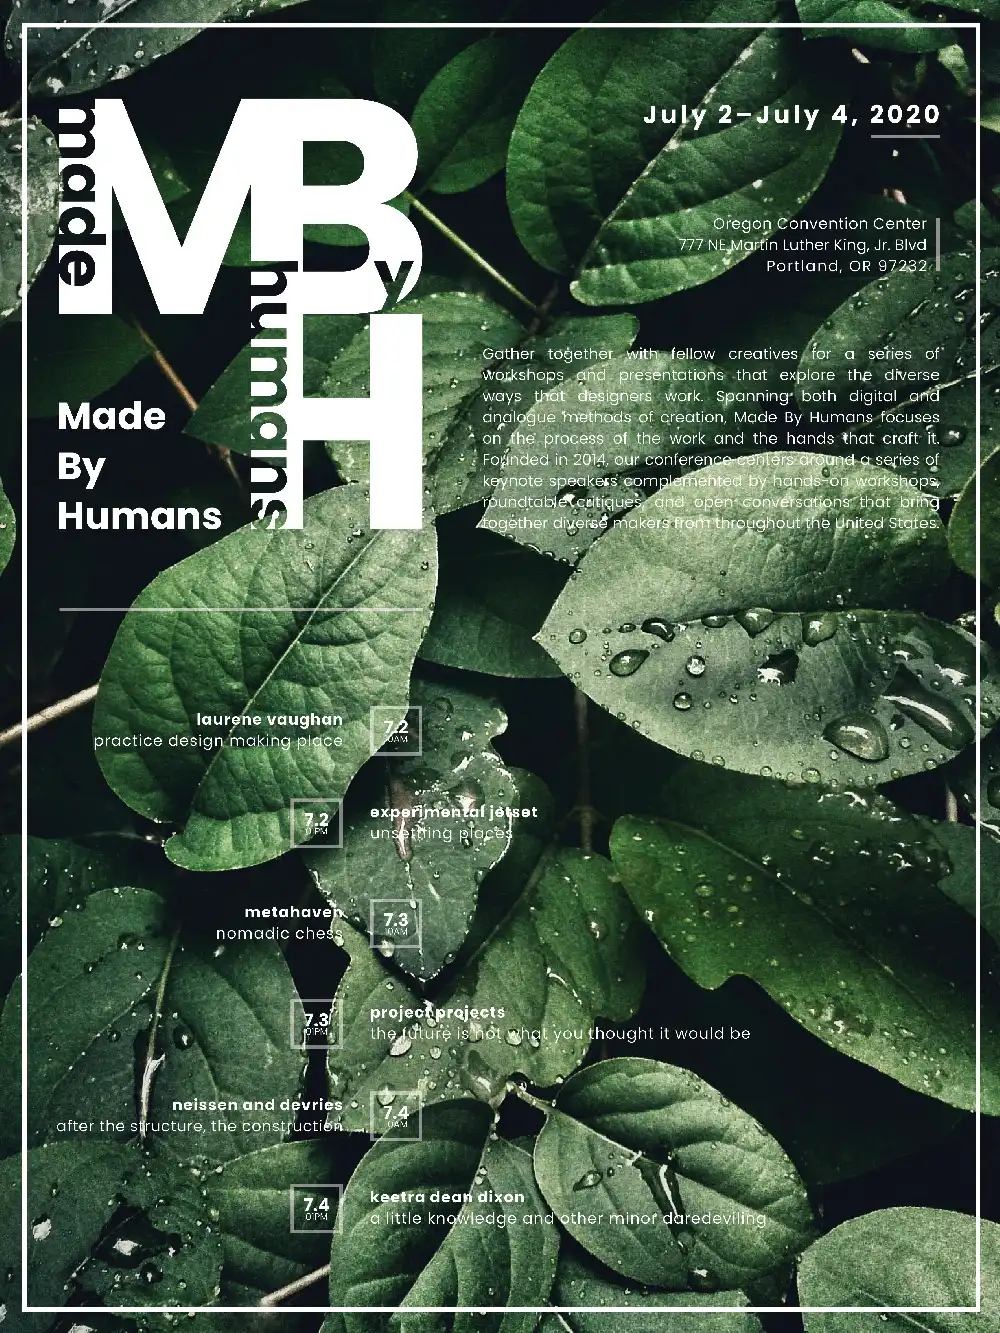 made
M
By
humans
H
July 2–July 4, 2020
Oregon Convention Center
777 NE Martin Luther King, Jr. Blvd
Portland, OR 97232
Gather together with fellow creatives for a series of
workshops and presentations that explore the diverse
ways that designers work. Spanning both digital and
analogue methods of creation, Made By Humans focuses
on the process of the work and the hands that craft it.
Founded in 2014, our conference centers around a series of
keynote speakers complemented by hands-on workshops,
roundtable critiques, and open conversations that bring
together diverse makers from throughout the United States.
Made
By
Humans
laurene vaughan
practice design making place
7.2
10AM
7.2
01PM
experimental jetset
unsettling places
metahaven
nomadic chess
7.3
10AM
7.3
01PM
project projects
the future is not what you thought it would be
neissen and devries
after the structure, the construction
7.4
10AM
7.4
01PM
keetra dean dixon
a little knowledge and other minor daredeviling